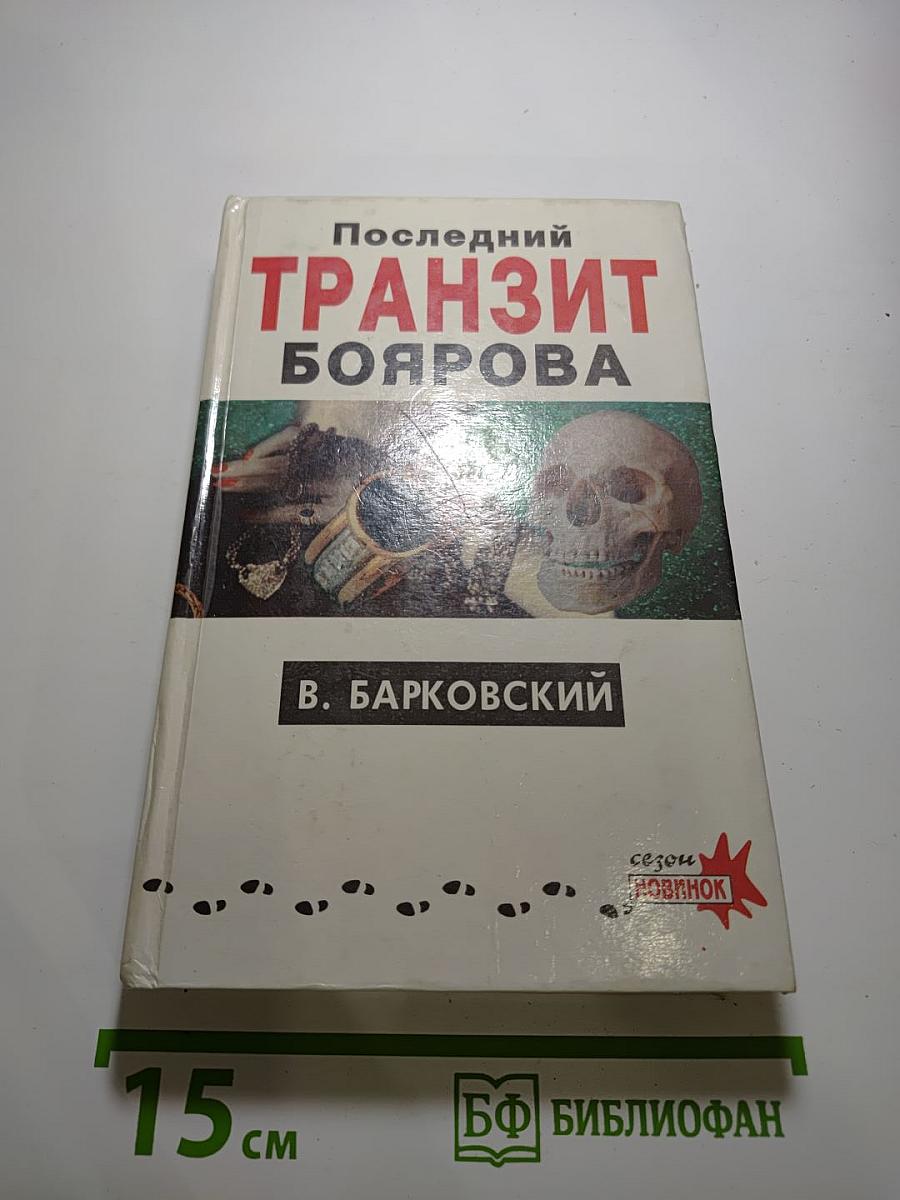 Последний
ТРАНЗИТ
БОЯРОВА
В. БАРКОВСКИЙ
сезон
НОВИНОК
15 см
БФ БИБЛИОФАН